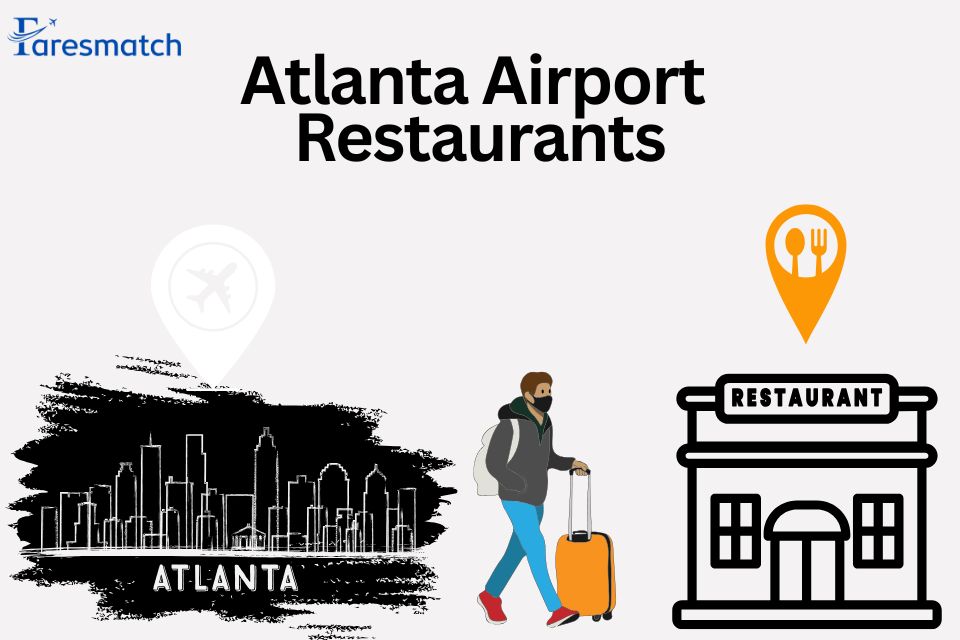 Faresmatch
Atlanta Airport
Restaurants
RESTAURANT
ATLANTA